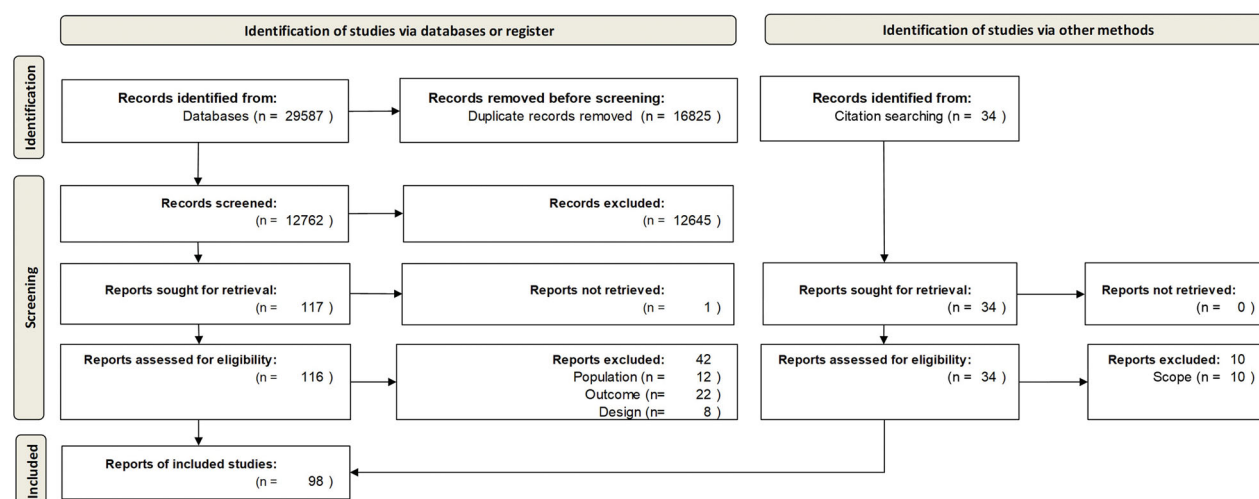 Identification of studies via databases or register
Identification of studies via other methods
Identification
Records identified from:
Databases (n = 29587 )
Records removed before screening:
Duplicate records removed (n = 16825 )
Records identified from:
Citation searching (n = 34 )
Screening
Records screened:
(n = 12762 )
Records excluded:
(n = 12645 )
Reports sought for retrieval:
(n = 117 )
Reports not retrieved:
(n = 1 )
Reports sought for retrieval:
(n = 34 )
Reports not retrieved:
(n = 0 )
Reports assessed for eligibility:
(n = 116 )
Reports excluded: 42
Population (n = 12 )
Outcome (n= 22 )
Design (n= 8 )
Reports assessed for eligibility:
(n = 34 )
Reports excluded: 10
Scope (n = 10 )
Included
Reports of included studies:
(n = 98 )